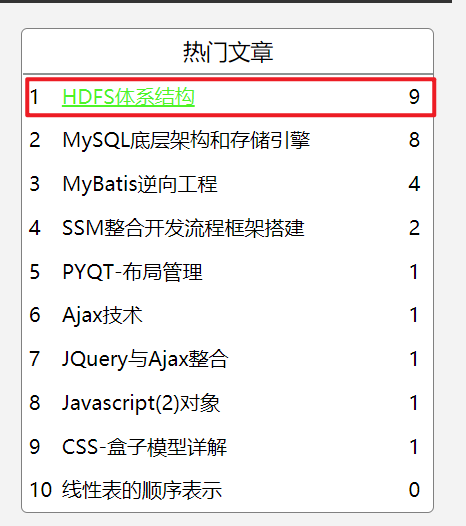 热门文章
1 HDFS体系结构 9
2 MySQL底层架构和存储引擎 8
3 MyBatis逆向工程 4
4 SSM整合开发流程框架搭建 2
5 PYQT-布局管理 1
6 Ajax技术 1
7 JQuery与Ajax整合 1
8 Javascript(2)对象 1
9 CSS-盒子模型详解 1
10 线性表的顺序表示 0